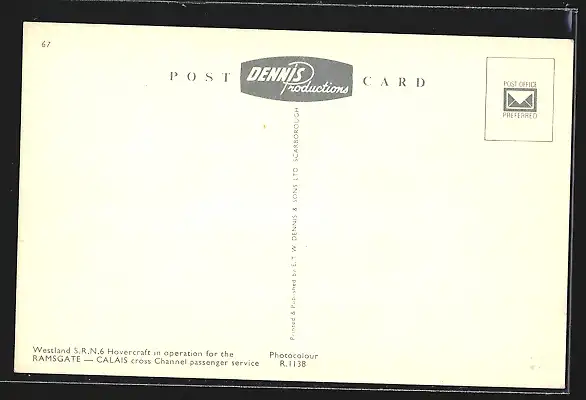 67
POST DENNIS Productions CARD
POST OFFICE
PREFERRED
Printed & Published by E. T. W. DENNIS & SONS LTD SCARBOROUGH
Westland S.R.N.6 Hovercraft in operation for the
RAMSGATE — CALAIS cross Channel passenger service
Photocolour
R.1138